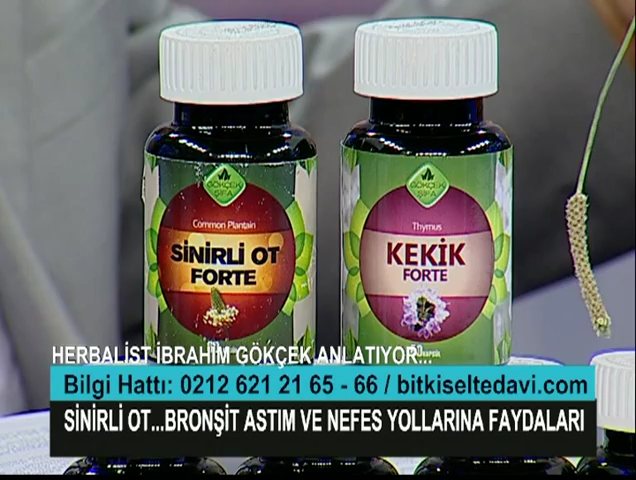 GÖKÇEK
ŞİFA
Common Plantain
SİNİRLİ OT
FORTE
GÖKÇEK
ŞİFA
Thymus
KEKİK
FORTE
HERBALİST İBRAHİM GÖKÇEK ANLATIYOR...
Bilgi Hattı: 0212 621 21 65 - 66 / bitkiseltedavi.com
SİNİRLİ OT...BRONŞİT ASTIM VE NEFES YOLLARINA FAYDALARI